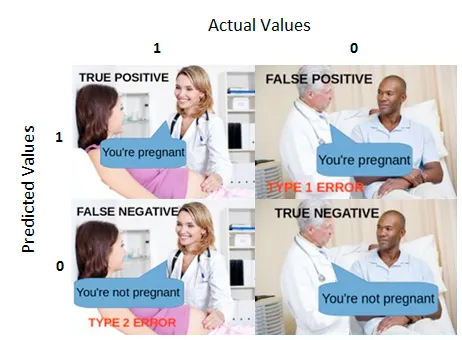 Actual Values
1 0
Predicted Values
1
TRUE POSITIVE
You're pregnant
FALSE POSITIVE
You're pregnant
TYPE 1 ERROR
0
FALSE NEGATIVE
You're not pregnant
TYPE 2 ERROR
TRUE NEGATIVE
You're not pregnant